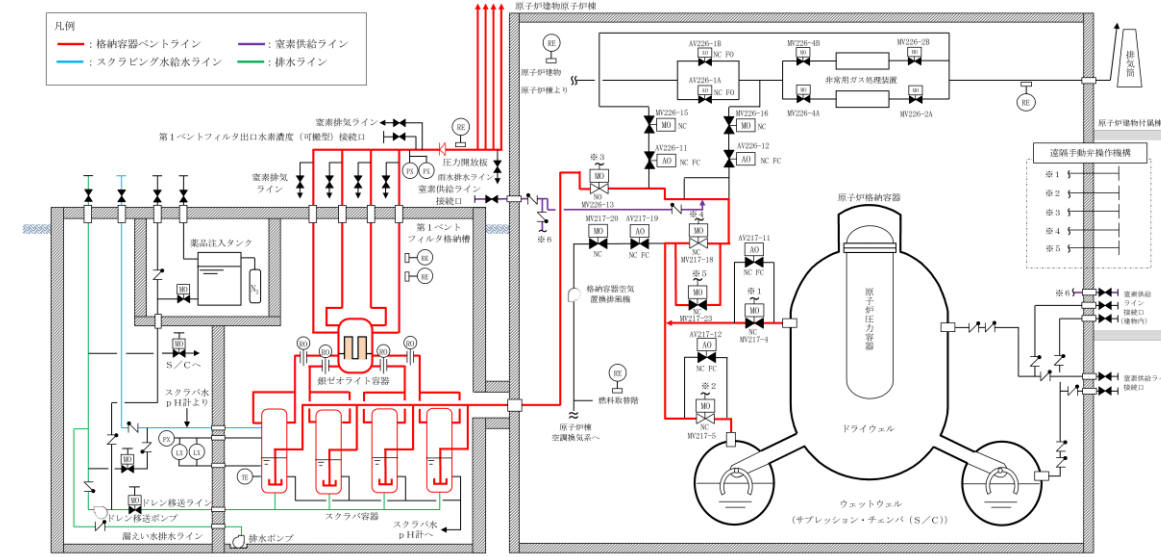 原子炉建物原子炉棟
凡例
：格納容器ベントライン
：窒素供給ライン
：スクラビング水給水ライン
：排水ライン
RE
原子炉建物
原子炉棟より
AV226-1B
AO
NC FO
AV226-1A
AO
NC FO
MV226-4B
MO
MV226-2B
MO
非常用ガス処理装置
MO
MV226-4A
MO
MV226-2A
RE
排気筒
原子炉建物付属棟
遠隔手動弁操作機構
※1
※2
※3
※4
※5
窒素排気ライン
第１ベントフィルタ出口水素濃度（可搬型）接続口
RE
PX
PX
圧力開放板
雨水排水ライン
窒素排気
ライン
窒素供給ライン
接続口
MV226-15
MO
NC
MV226-16
MO
NC
AV226-11
AO
NC FC
AV226-12
AO
NC FC
※3
MO
NO
MV226-13
※6
MV217-20
MO
NC
AV217-19
AO
NC FC
※4
MO
NC
MV217-18
AV217-11
AO
NC FC
※5
MO
NC
MV217-23
※1
MO
NC
MV217-4
AV217-12
AO
NC FC
※2
MO
NC
MV217-5
格納容器空気
置換排風機
RE
燃料取替階
原子炉棟
空調換気系へ
原子炉格納容器
原子炉圧力容器
ドライウェル
ウェットウェル
（サプレッション・チェンバ（S／C））
※6
窒素供給
ライン
接続口
(建物内)
窒素供給ライン
接続口
第１ベント
フィルタ格納槽
RE
RE
薬品注入タンク
N₂
MO
MO
S／Cへ
スクラバ水
pH計より
RO
RO
RO
RO
銀ゼオライト容器
PX
LX
LX
TE
MO
MO
ドレン移送ライン
ドレン移送ポンプ
漏えい水排水ライン
排水ポンプ
スクラバ容器
スクラバ水
pH計へ